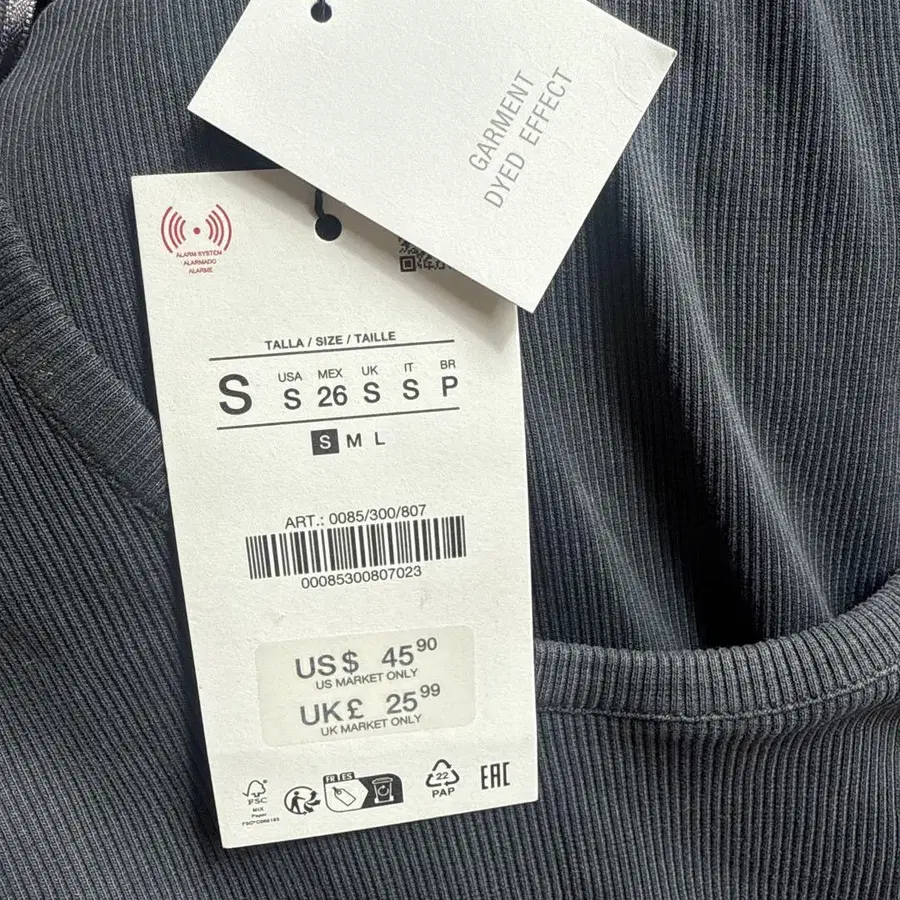 GARMENT
DYED EFFECT
ALARM SYSTEM
ALARMADO
ALARME
TALLA / SIZE / TAILLE
S USA S MEX 26 UK S IT S BR P
S M L
ART.: 0085/300/807
00085300807023
US $ 45 90
US MARKET ONLY
UK £ 25 99
UK MARKET ONLY
FSC
MIX
Paper
FR ES
22
PAP
EAC